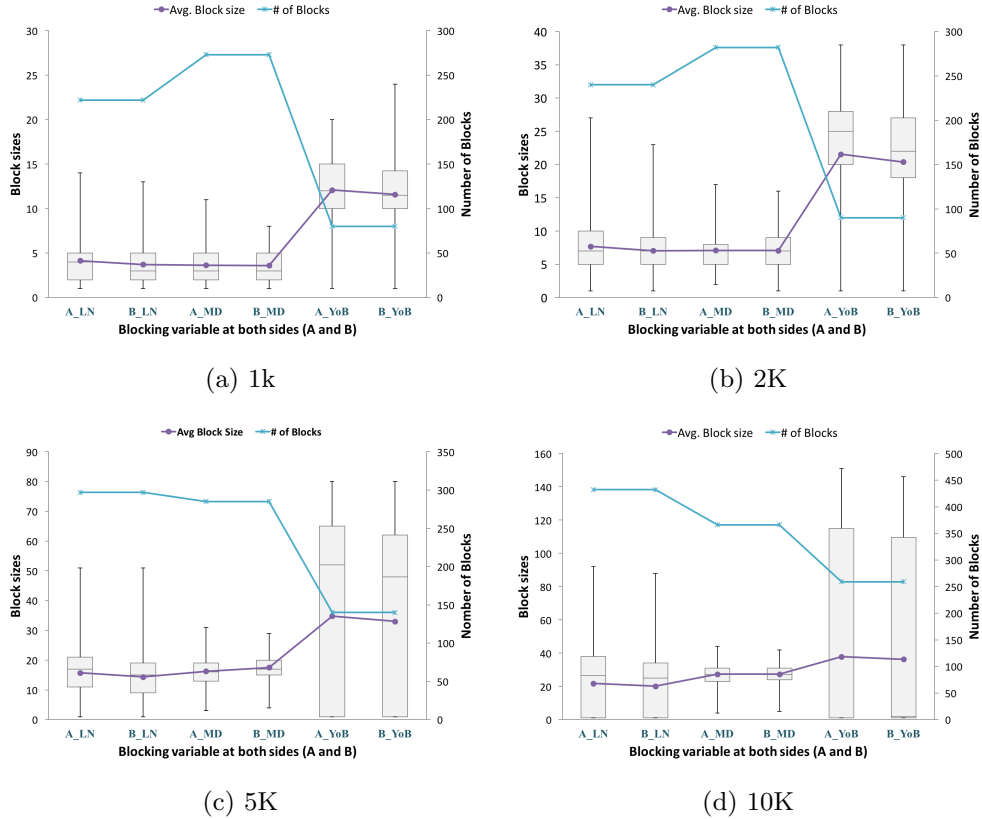 Avg. Block size # of Blocks
30
25
20
15
10
5
0
Block sizes
300
250
200
150
100
50
0
Number of Blocks
A_LN B_LN A_MD B_MD A_YoB B_YoB
Blocking variable at both sides (A and B)
(a) 1k
Avg. Block size # of Blocks
40
35
30
25
20
15
10
5
0
Block sizes
300
250
200
150
100
50
0
Number of Blocks
A_LN B_LN A_MD B_MD A_YoB B_YoB
Blocking variable at both sides (A and B)
(b) 2K
Avg Block Size # of Blocks
90
80
70
60
50
40
30
20
10
0
Block sizes
350
300
250
200
150
100
50
0
Nomber of Blocks
A_LN B_LN A_MD B_MD A_YoB B_YoB
Blocking variable at both sides (A and B)
(c) 5K
Avg. Block size # of Blocks
160
140
120
100
80
60
40
20
0
Block sizes
500
450
400
350
300
250
200
150
100
50
0
Number of Blocks
A_LN B_LN A_MD B_MD A_YoB B_YoB
Blocking variable at both sides (A and B)
(d) 10K